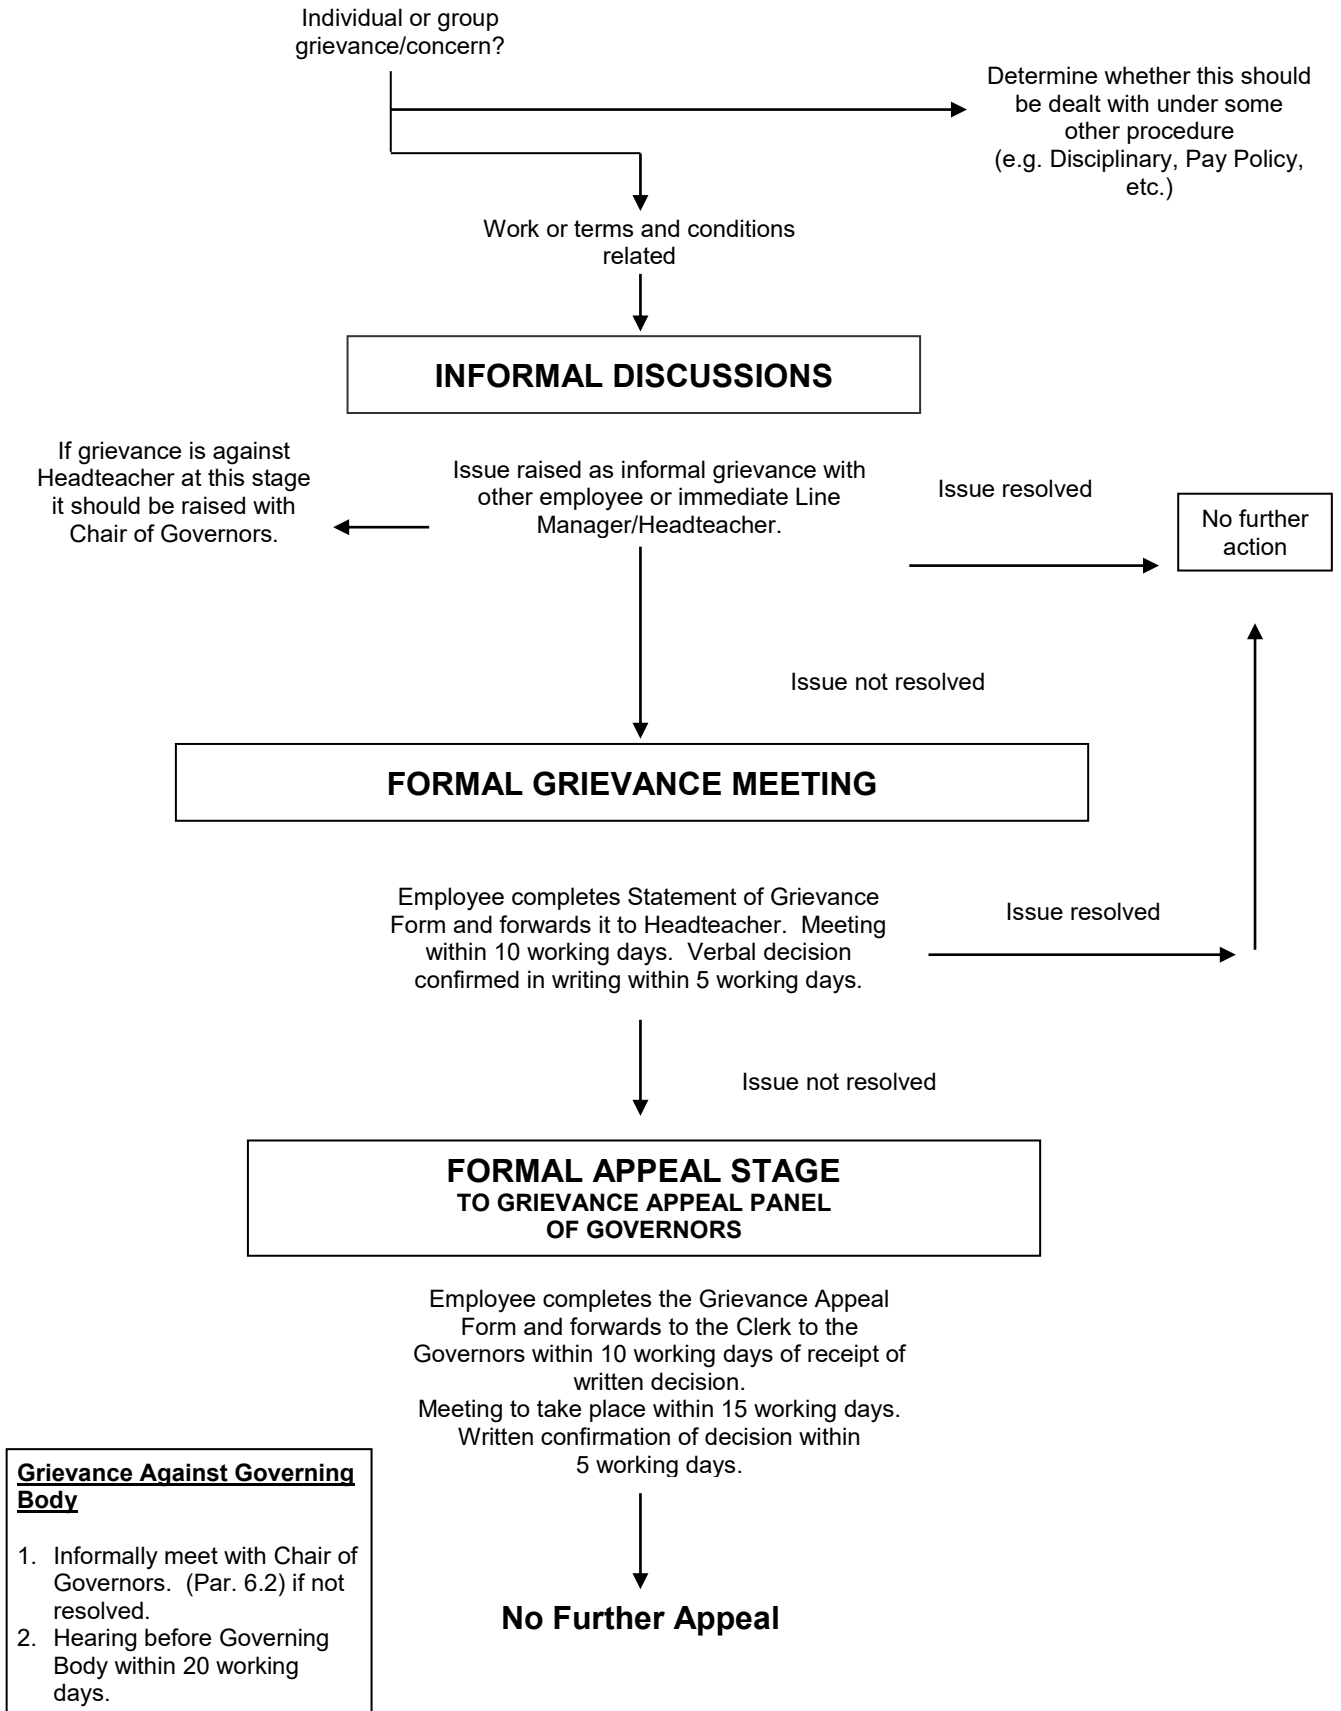 Individual or group
grievance/concern?
Determine whether this should
be dealt with under some
other procedure
(e.g. Disciplinary, Pay Policy,
etc.)
Work or terms and conditions
related
INFORMAL DISCUSSIONS
If grievance is against
Headteacher at this stage
it should be raised with
Chair of Governors.
Issue raised as informal grievance with
other employee or immediate Line
Manager/Headteacher.
Issue resolved
No further
action
Issue not resolved
FORMAL GRIEVANCE MEETING
Employee completes Statement of Grievance
Form and forwards it to Headteacher. Meeting
within 10 working days. Verbal decision
confirmed in writing within 5 working days.
Issue resolved
Issue not resolved
FORMAL APPEAL STAGE
TO GRIEVANCE APPEAL PANEL
OF GOVERNORS
Employee completes the Grievance Appeal
Form and forwards to the Clerk to the
Governors within 10 working days of receipt of
written decision.
Meeting to take place within 15 working days.
Written confirmation of decision within
5 working days.
Grievance Against Governing
Body
1. Informally meet with Chair of
Governors. (Par. 6.2) if not
resolved.
2. Hearing before Governing
Body within 20 working
days.
No Further Appeal